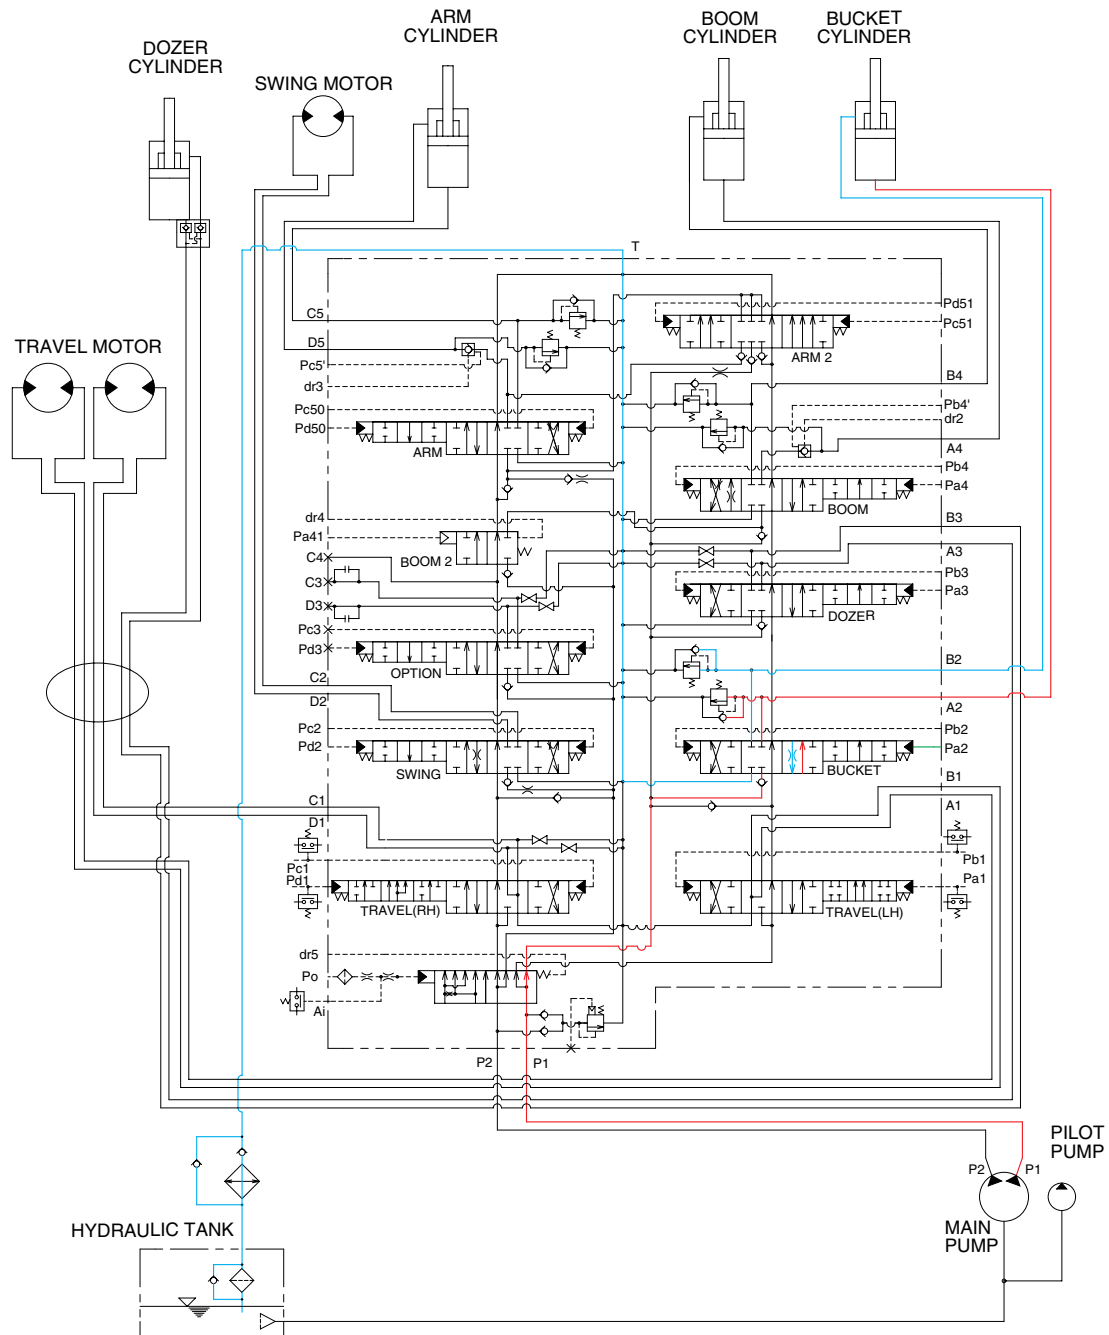 ARM
CYLINDER
BOOM
CYLINDER
BUCKET
CYLINDER
DOZER
CYLINDER
SWING MOTOR
TRAVEL MOTOR
T
C5
D5
Pc5'
dr3
Pc50
Pd50
ARM
dr4
Pa41
BOOM 2
C4
C3
D3
Pc3
Pd3
OPTION
C2
D2
Pc2
Pd2
SWING
C1
D1
Pc1
Pd1
TRAVEL(RH)
dr5
Po
Ai
Pd51
Pc51
ARM 2
B4
Pb4'
dr2
A4
Pb4
Pa4
BOOM
B3
A3
Pb3
Pa3
DOZER
B2
A2
Pb2
Pa2
BUCKET
B1
A1
Pb1
Pa1
TRAVEL(LH)
P2
P1
PILOT
PUMP
P2
P1
MAIN
PUMP
HYDRAULIC TANK